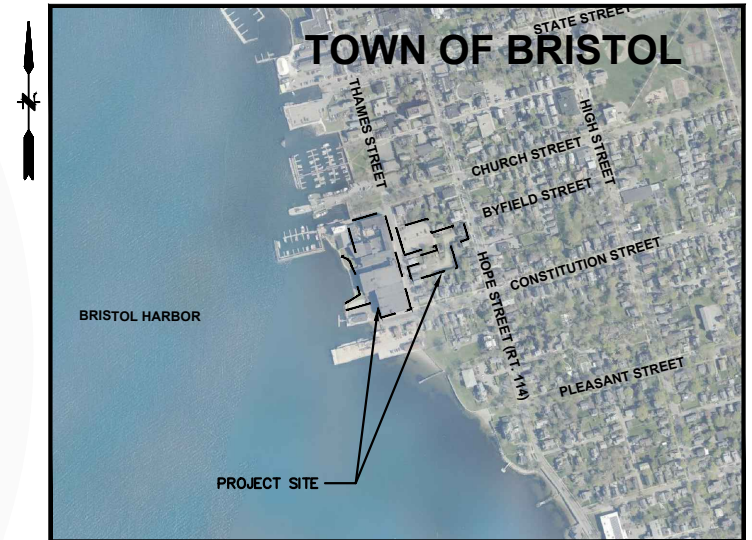 STATE STREET
TOWN OF BRISTOL
THAMES STREET
HIGH STREET
CHURCH STREET
BYFIELD STREET
HOPE STREET (RT. 114)
CONSTITUTION STREET
BRISTOL HARBOR
PLEASANT STREET
PROJECT SITE
N